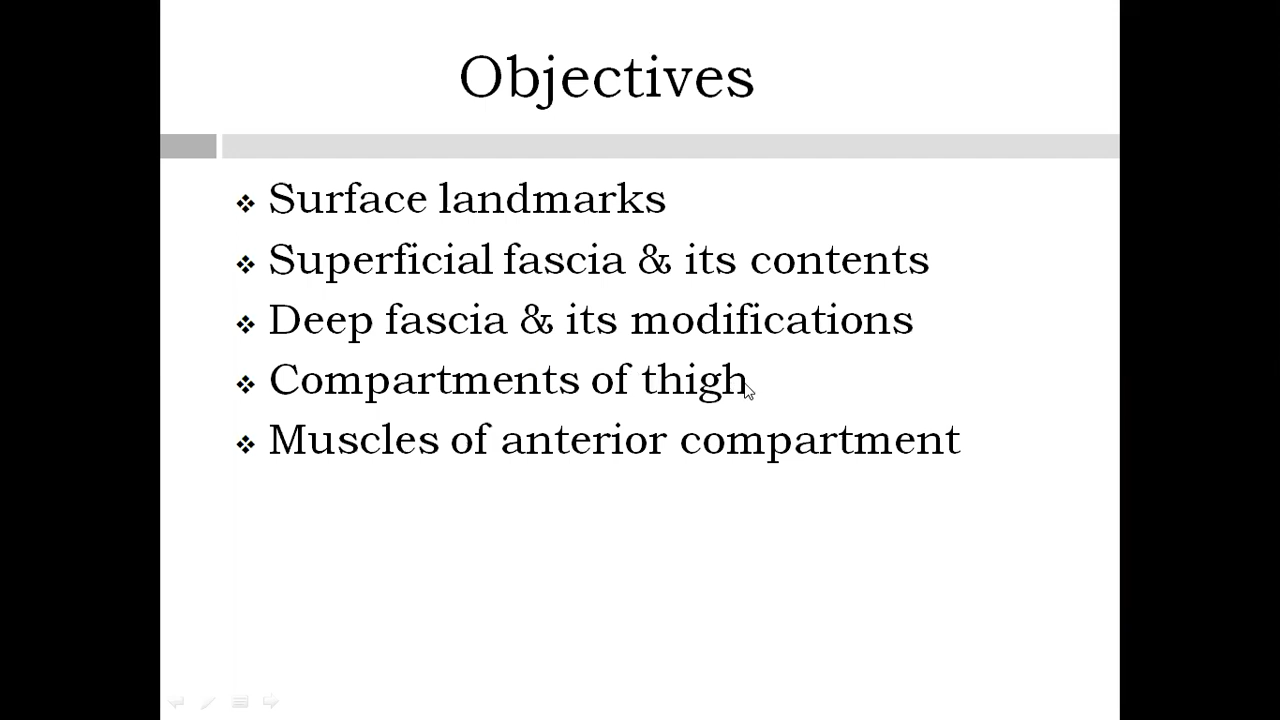 Objectives
Surface landmarks
Superficial fascia & its contents
Deep fascia & its modifications
Compartments of thigh
Muscles of anterior compartment